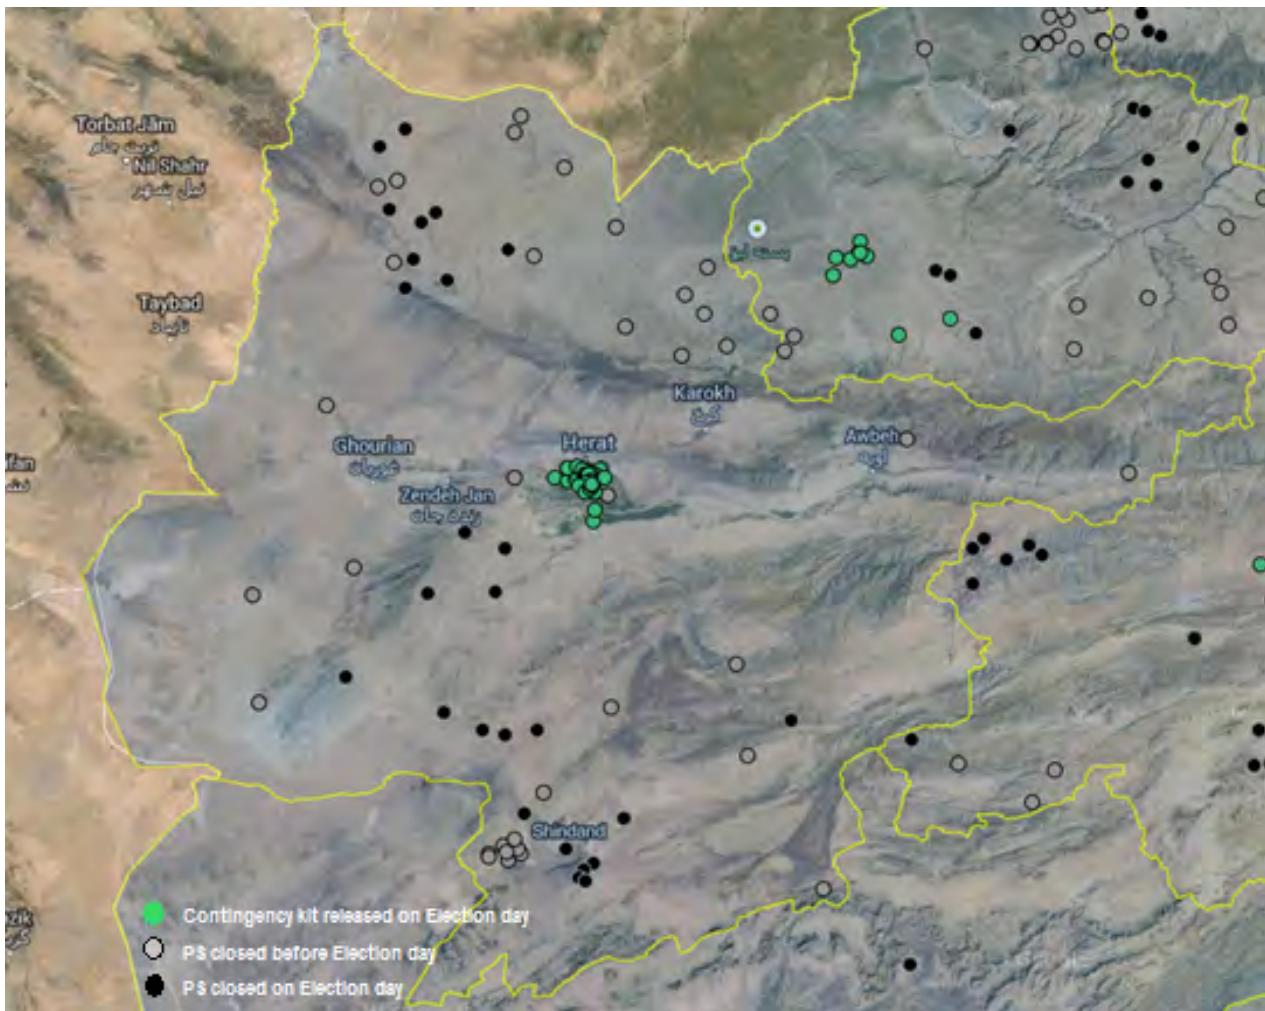 Torbat Jâm
تربت جام
Nil Shahr
نیل شهر
Taybad
تایباد
Karokh
کرخ
Ghourian
غوریان
Herat
Awbeh
اوبه
Zendeh Jan
زنده جان
Shindand
Contingency kit released on Election day
PS closed before Election day
PS closed on Election day